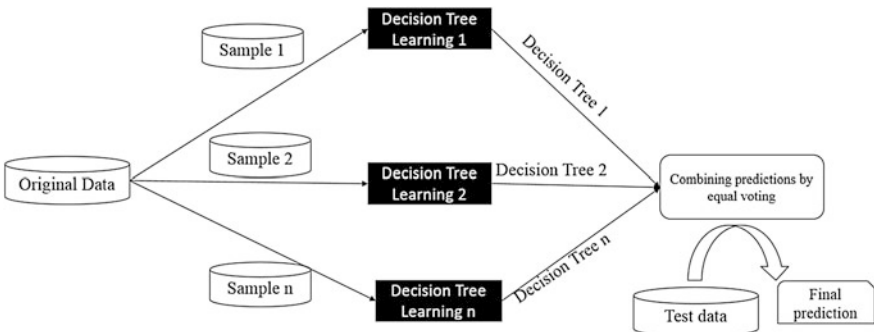 Original Data
Sample 1
Sample 2
Sample n
Decision Tree
Learning 1
Decision Tree
Learning 2
Decision Tree
Learning n
Decision Tree 1
Decision Tree 2
Decision Tree n
Combining predictions by
equal voting
Test data
Final
prediction